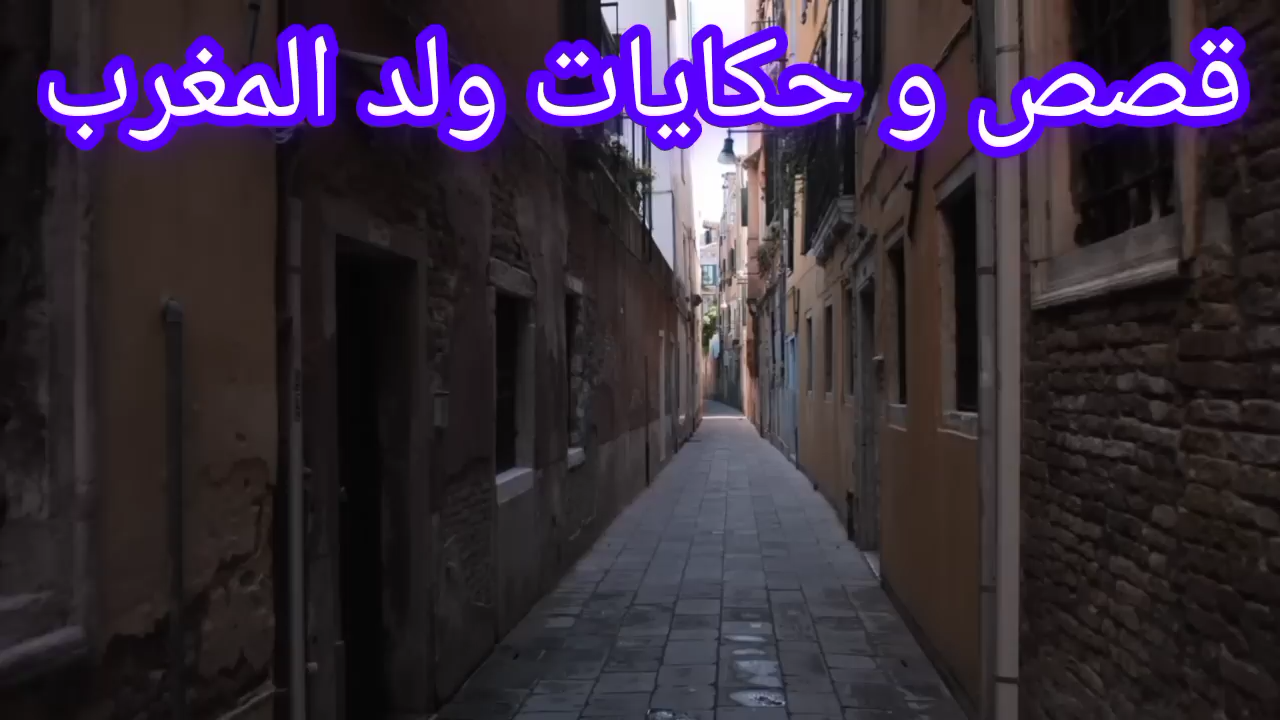 قصص و حكايات ولد المغرب